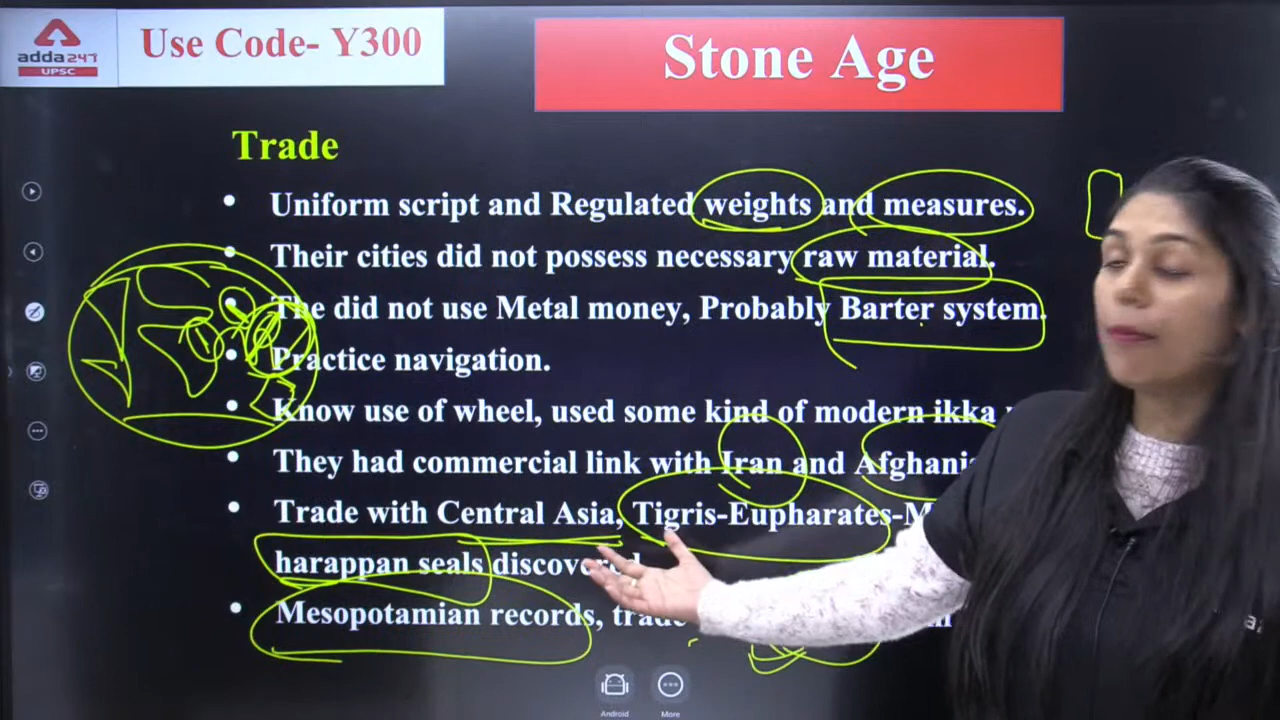 adda247
UPSC
Use Code- Y300
Stone Age
Trade
• Uniform script and Regulated weights and measures.
• Their cities did not possess necessary raw material.
• The did not use Metal money, Probably Barter system.
• Practice navigation.
• Know use of wheel, used some kind of modern ikka
• They had commercial link with Iran and
• Trade with Central Asia, Tigris-Eupharates-
harappan seals discovered
• Mesopotamian records, trade
Android
More